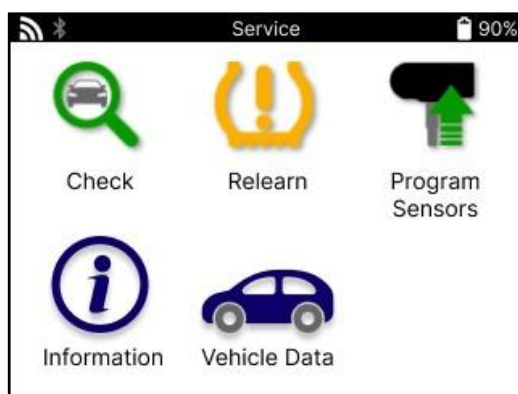 Service
90%
Check
Relearn
Program
Sensors
Information
Vehicle Data